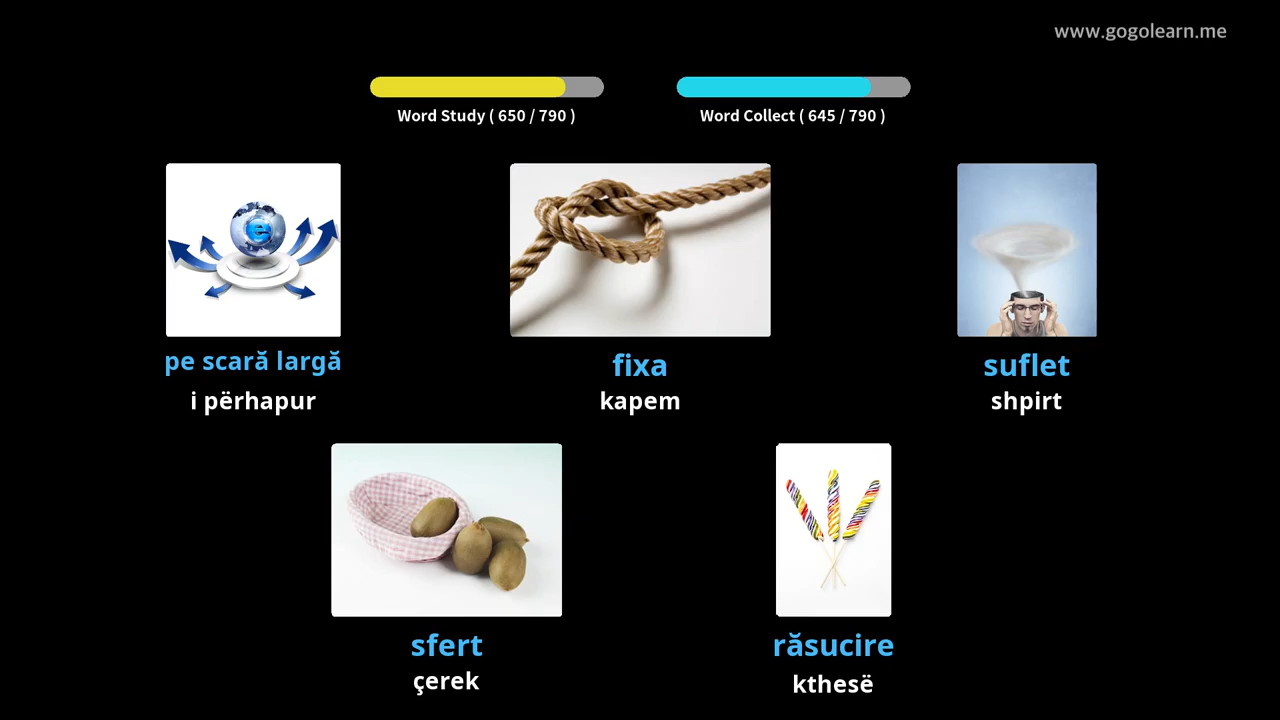 www.gogolearn.me
Word Study ( 650 / 790 )
Word Collect ( 645 / 790 )
e
pe scară largă
i përhapur
fixa
kapem
suflet
shpirt
sfert
çerek
răsucire
kthesë